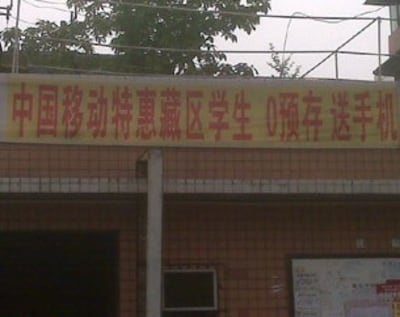 中国移动特惠藏区学生 0预存 送手机